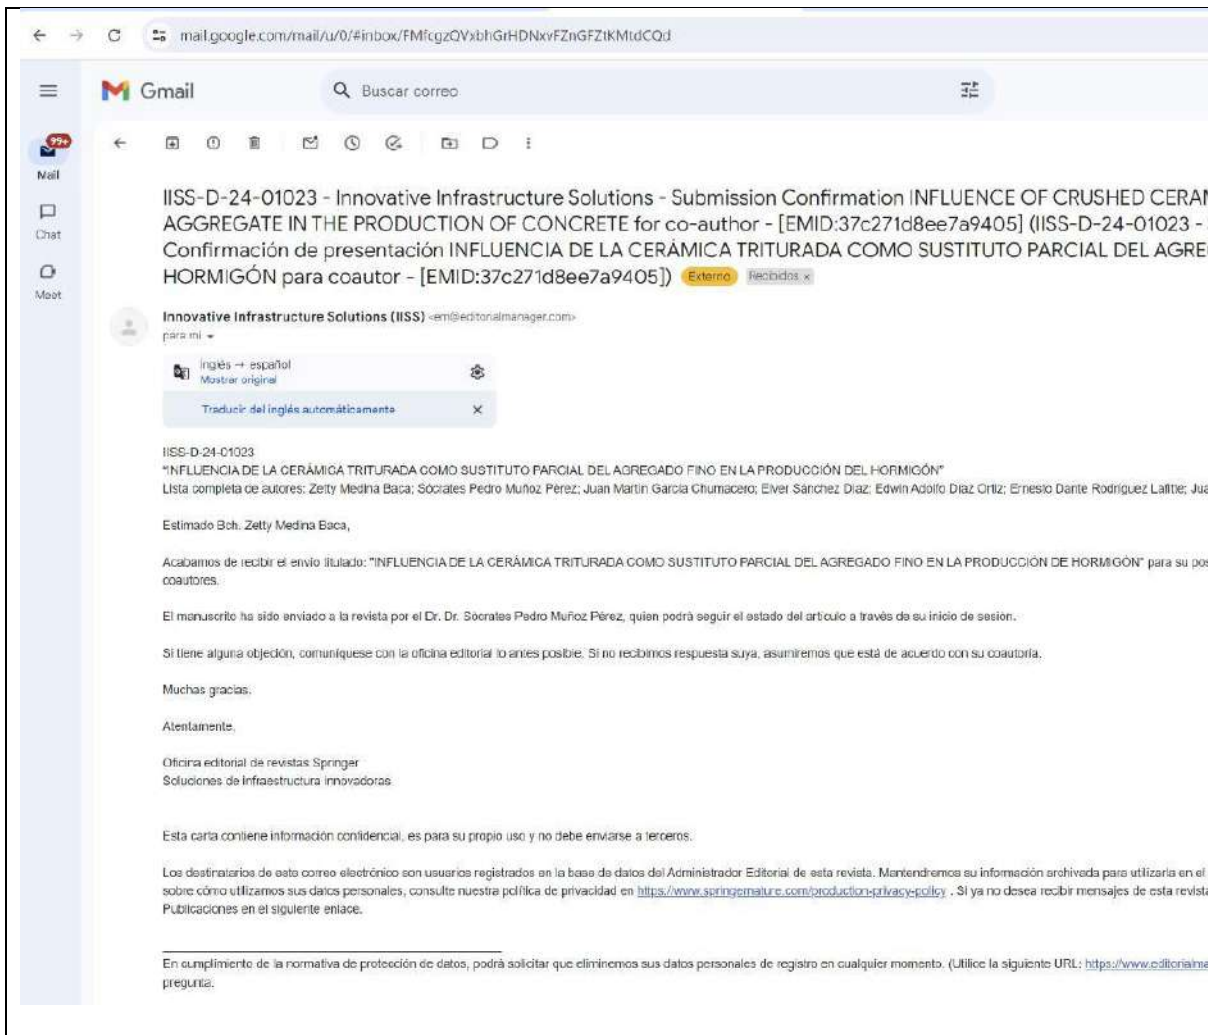 mail.google.com/mail/u/0/#inbox/FMfcgzQVxbhGrHDNxvFZnGFZtKMtdCQd
Gmail
Buscar correo
99+
Mail
Chat
Meet
IISS-D-24-01023 - Innovative Infrastructure Solutions - Submission Confirmation INFLUENCE OF CRUSHED CERAM
AGGREGATE IN THE PRODUCTION OF CONCRETE for co-author - [EMID:37c271d8ee7a9405] (IISS-D-24-01023 -
Confirmación de presentación INFLUENCIA DE LA CERÁMICA TRITURADA COMO SUSTITUTO PARCIAL DEL AGRE
HORMIGÓN para coautor - [EMID:37c271d8ee7a9405]) Externo Recibidos x
Innovative Infrastructure Solutions (IISS) <em@editorialmanager.com>
para mi
inglés → español
Mostrar original
Traducir del inglés automáticamente
IISS-D-24-01023
"INFLUENCIA DE LA CERÁMICA TRITURADA COMO SUSTITUTO PARCIAL DEL AGREGADO FINO EN LA PRODUCCIÓN DEL HORMIGÓN"
Lista completa de autores: Zetty Medina Baca; Sócrates Pedro Muñoz Pérez; Juan Martín García Chumacero; Elver Sánchez Díaz; Edwin Adolfo Díaz Ortiz; Ernesto Dante Rodríguez Lafitte; Jua
Estimado Bch. Zetty Medina Baca,
Acabamos de recibir el envío titulado: "INFLUENCIA DE LA CERÁMICA TRITURADA COMO SUSTITUTO PARCIAL DEL AGREGADO FINO EN LA PRODUCCIÓN DE HORMIGÓN" para su pos
coautores.
El manuscrito ha sido enviado a la revista por el Dr. Dr. Sócrates Pedro Muñoz Pérez, quien podrá seguir el estado del artículo a través de su inicio de sesión.
Si tiene alguna objeción, comuníquese con la oficina editorial lo antes posible. Si no recibimos respuesta suya, asumiremos que está de acuerdo con su coautoría.
Muchas gracias.
Atentamente,
Oficina editorial de revistas Springer
Soluciones de infraestructura innovadoras
Esta carta contiene información confidencial, es para su propio uso y no debe enviarse a terceros.
Los destinatarios de este correo electrónico son usuarios registrados en la base de datos del Administrador Editorial de esta revista. Mantendremos su información archivada para utilizarla en el
sobre cómo utilizamos sus datos personales, consulte nuestra política de privacidad en https://www.springernature.com/production-privacy-policy . Si ya no desea recibir mensajes de esta revista
Publicaciones en el siguiente enlace.
En cumplimiento de la normativa de protección de datos, podrá solicitar que eliminemos sus datos personales de registro en cualquier momento. (Utilice la siguiente URL: https://www.editorialma
pregunta.